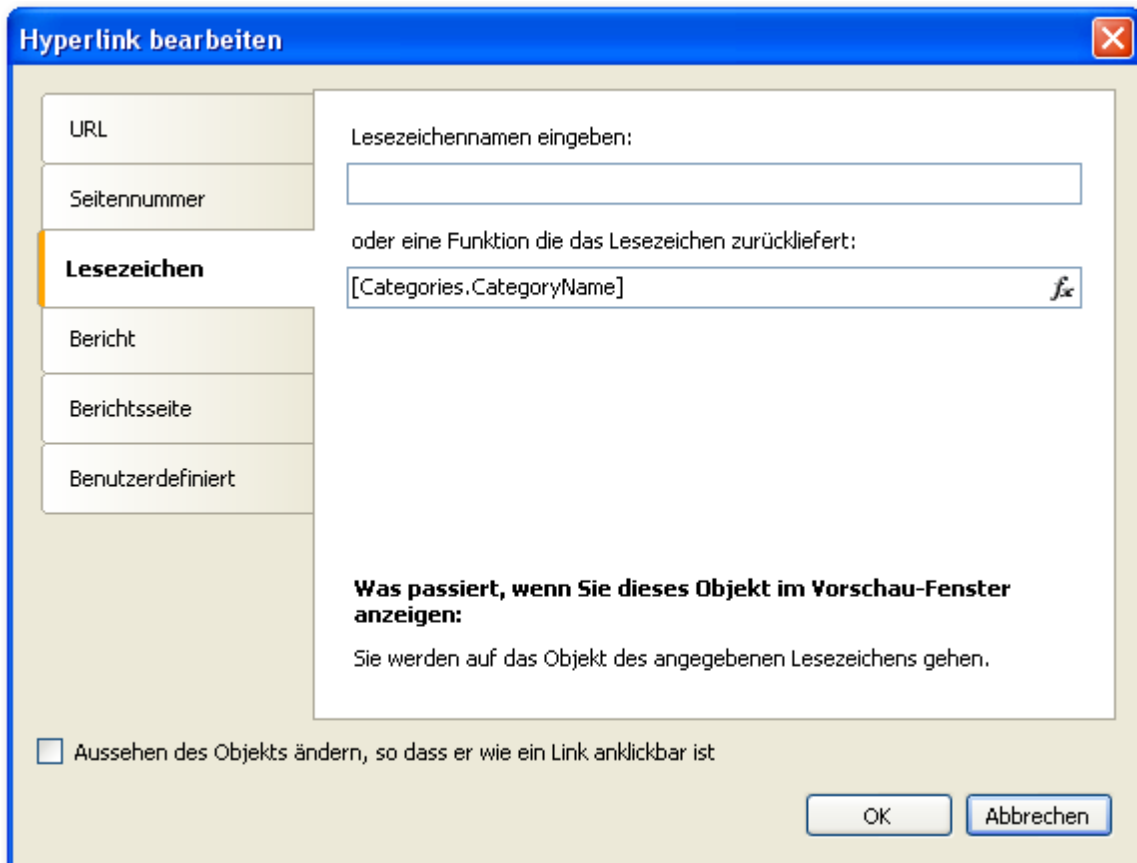 Hyperlink bearbeiten
URL
Seitennummer
Lesezeichen
Bericht
Berichtsseite
Benutzerdefiniert
Lesezeichennamen eingeben:
oder eine Funktion die das Lesezeichen zurückliefert:
[Categories.CategoryName]
fx
Was passiert, wenn Sie dieses Objekt im Vorschau-Fenster
anzeigen:
Sie werden auf das Objekt des angegebenen Lesezeichens gehen.
Aussehen des Objekts ändern, so dass er wie ein Link anklickbar ist
OK
Abbrechen